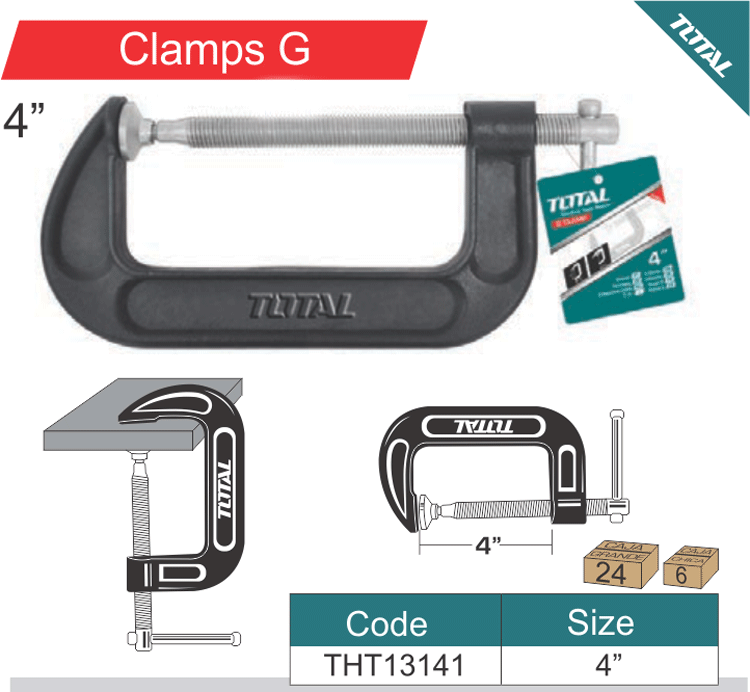 Clamps G
TOTAL
4”
TOTAL
TOTAL
G CLAMP
4"
TOTAL
TOTAL
4”
CAJA
GRANDE
24
CAJA
CHICA
6
Code
Size
THT13141
4”